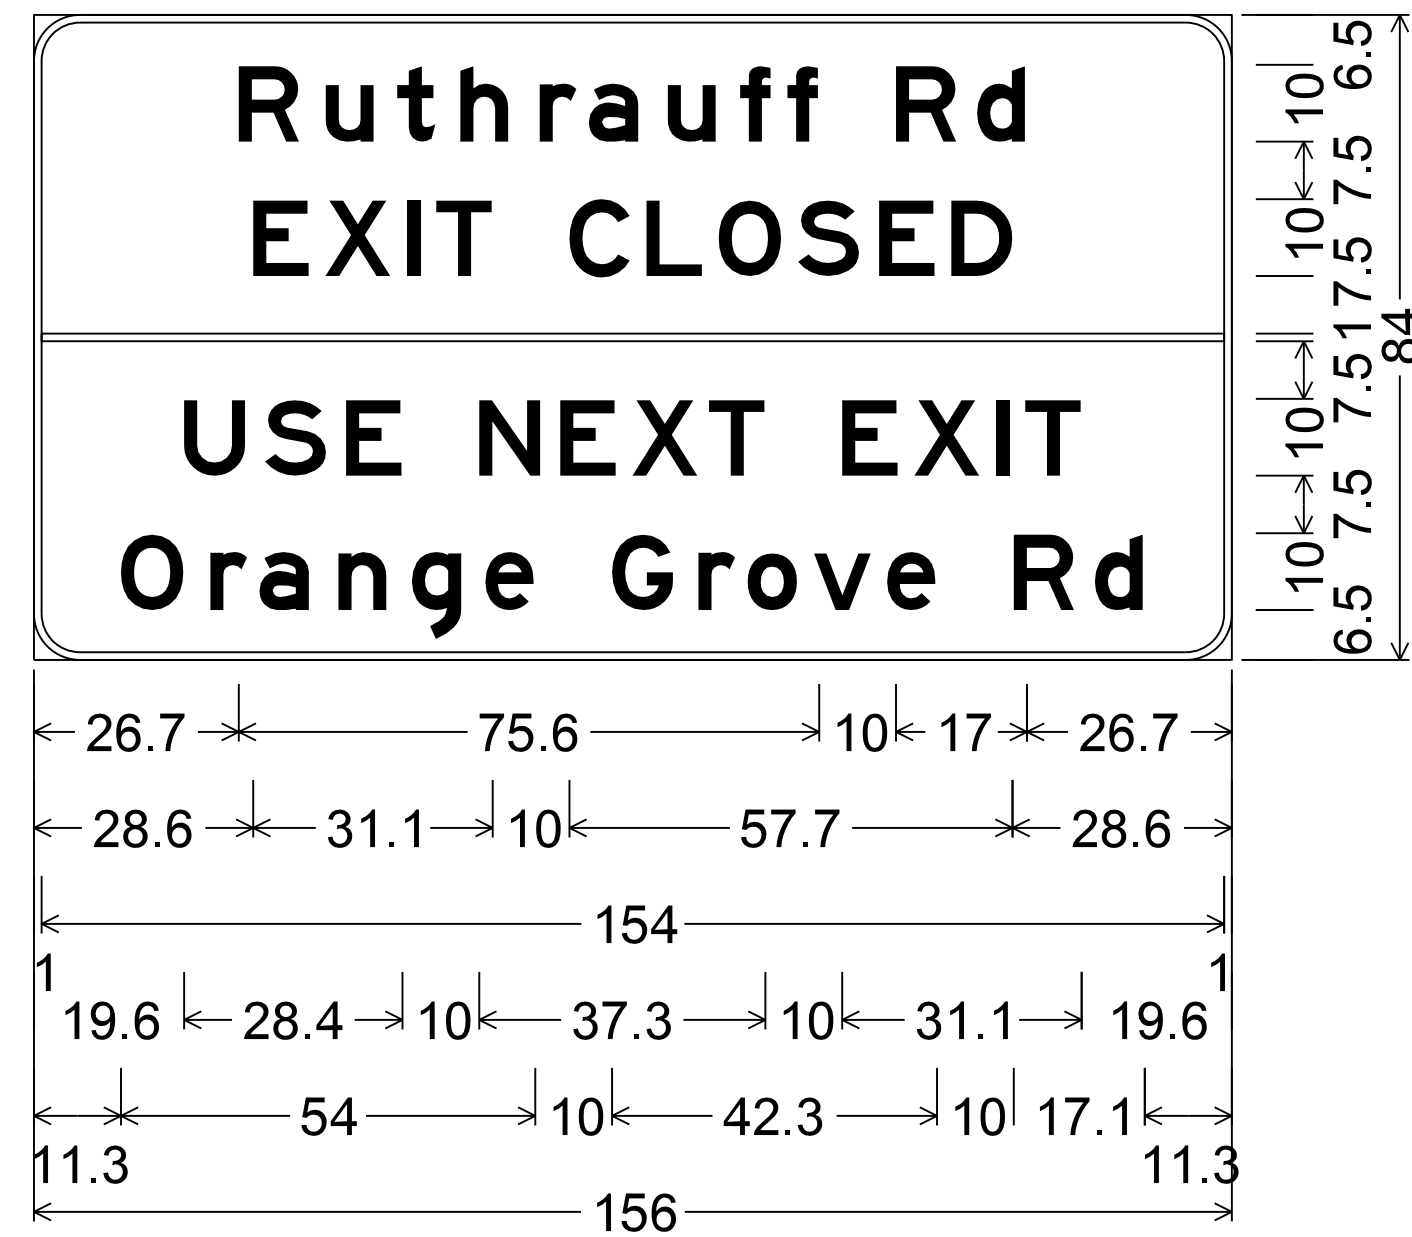 Ruthrauff Rd
EXIT CLOSED
USE NEXT EXIT
Orange Grove Rd
6.5
10
7.5
10
7.5
1
7.5
10
7.5
10
6.5
84
26.7 75.6 10 17 26.7
28.6 31.1 10 57.7 28.6
154
1 1
19.6 28.4 10 37.3 10 31.1 19.6
54 10 42.3 10 17.1
11.3 11.3
156